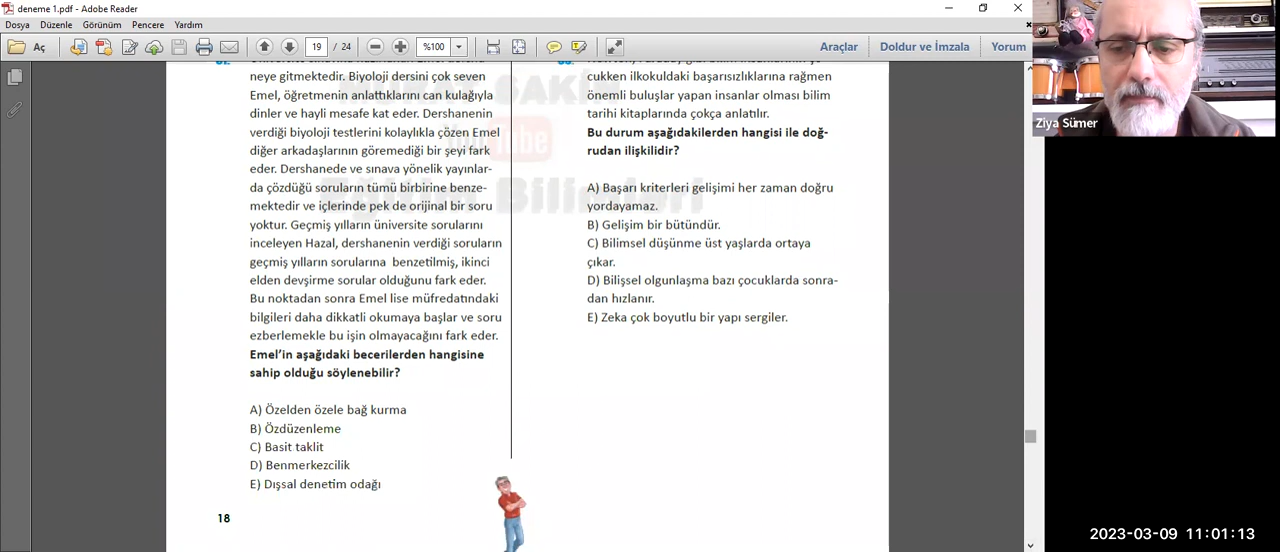 deneme 1.pdf - Adobe Reader
Dosya Düzenle Görünüm Pencere Yardım
Aç 19 / 24 %100 Araçlar Doldur ve İmzala Yorum
neye gitmektedir. Biyoloji dersini çok seven
Emel, öğretmenin anlattıklarını can kulağıyla
dinler ve hayli mesafe kat eder. Dershanenin
verdiği biyoloji testlerini kolaylıkla çözen Emel
diğer arkadaşlarının göremediği bir şeyi fark
eder. Dershanede ve sınava yönelik yayınlar-
da çözdüğü soruların tümü birbirine benze-
mektedir ve içlerinde pek de orijinal bir soru
yoktur. Geçmiş yılların üniversite sorularını
inceleyen Hazal, dershanenin verdiği soruların
geçmiş yılların sorularına benzetilmiş, ikinci
elden devşirme sorular olduğunu fark eder.
Bu noktadan sonra Emel lise müfredatındaki
bilgileri daha dikkatli okumaya başlar ve soru
ezberlemekle bu işin olmayacağını fark eder.
Emel'in aşağıdaki becerilerden hangisine
sahip olduğu söylenebilir?
A) Özelden özele bağ kurma
B) Özdüzenleme
C) Basit taklit
D) Benmerkezcilik
E) Dışsal denetim odağı
18
cukken ilkokuldaki başarısızlıklarına rağmen
önemli buluşlar yapan insanlar olması bilim
tarihi kitaplarında çokça anlatılır.
Bu durum aşağıdakilerden hangisi ile doğ-
rudan ilişkilidir?
A) Başarı kriterleri gelişimi her zaman doğru
yordayamaz.
B) Gelişim bir bütündür.
C) Bilimsel düşünme üst yaşlarda ortaya
çıkar.
D) Bilişsel olgunlaşma bazı çocuklarda sonra-
dan hızlanır.
E) Zeka çok boyutlu bir yapı sergiler.
YouTube
Eğitim Bilimleri
Ziya Sümer
2023-03-09 11:01:13